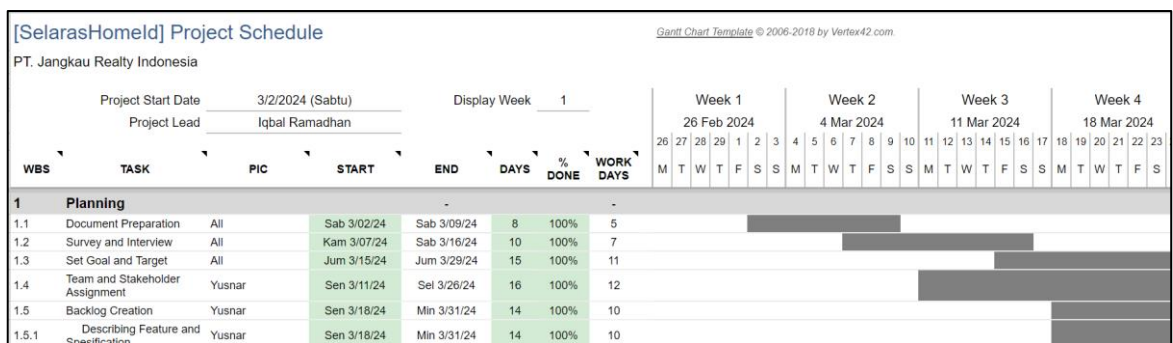 [SelarasHomeId] Project Schedule
Gantt Chart Template © 2006-2018 by Vertex42.com.
PT. Jangkau Realty Indonesia
Project Start Date 3/2/2024 (Sabtu) Display Week 1 Week 1 Week 2 Week 3 Week 4
Project Lead Iqbal Ramadhan 26 Feb 2024 4 Mar 2024 11 Mar 2024 18 Mar 2024
26 27 28 29 1 2 3 4 5 6 7 8 9 10 11 12 13 14 15 16 17 18 19 20 21 22 23
WBS TASK PIC START END DAYS % DONE WORK DAYS M T W T F S S M T W T F S S M T W T F S S M T W T F S
1 Planning - -
1.1 Document Preparation All Sab 3/02/24 Sab 3/09/24 8 100% 5
1.2 Survey and Interview All Kam 3/07/24 Sab 3/16/24 10 100% 7
1.3 Set Goal and Target All Jum 3/15/24 Jum 3/29/24 15 100% 11
1.4 Team and Stakeholder Assignment Yusnar Sen 3/11/24 Sel 3/26/24 16 100% 12
1.5 Backlog Creation Yusnar Sen 3/18/24 Min 3/31/24 14 100% 10
1.5.1 Describing Feature and Spesification Yusnar Sen 3/18/24 Min 3/31/24 14 100% 10